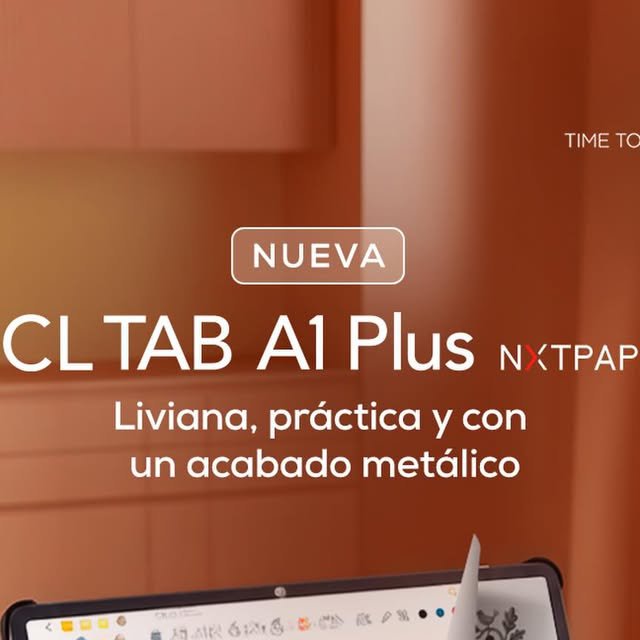 TIME TO
NUEVA
CL TAB A1 Plus NXTPAP
Liviana, práctica y con
un acabado metálico